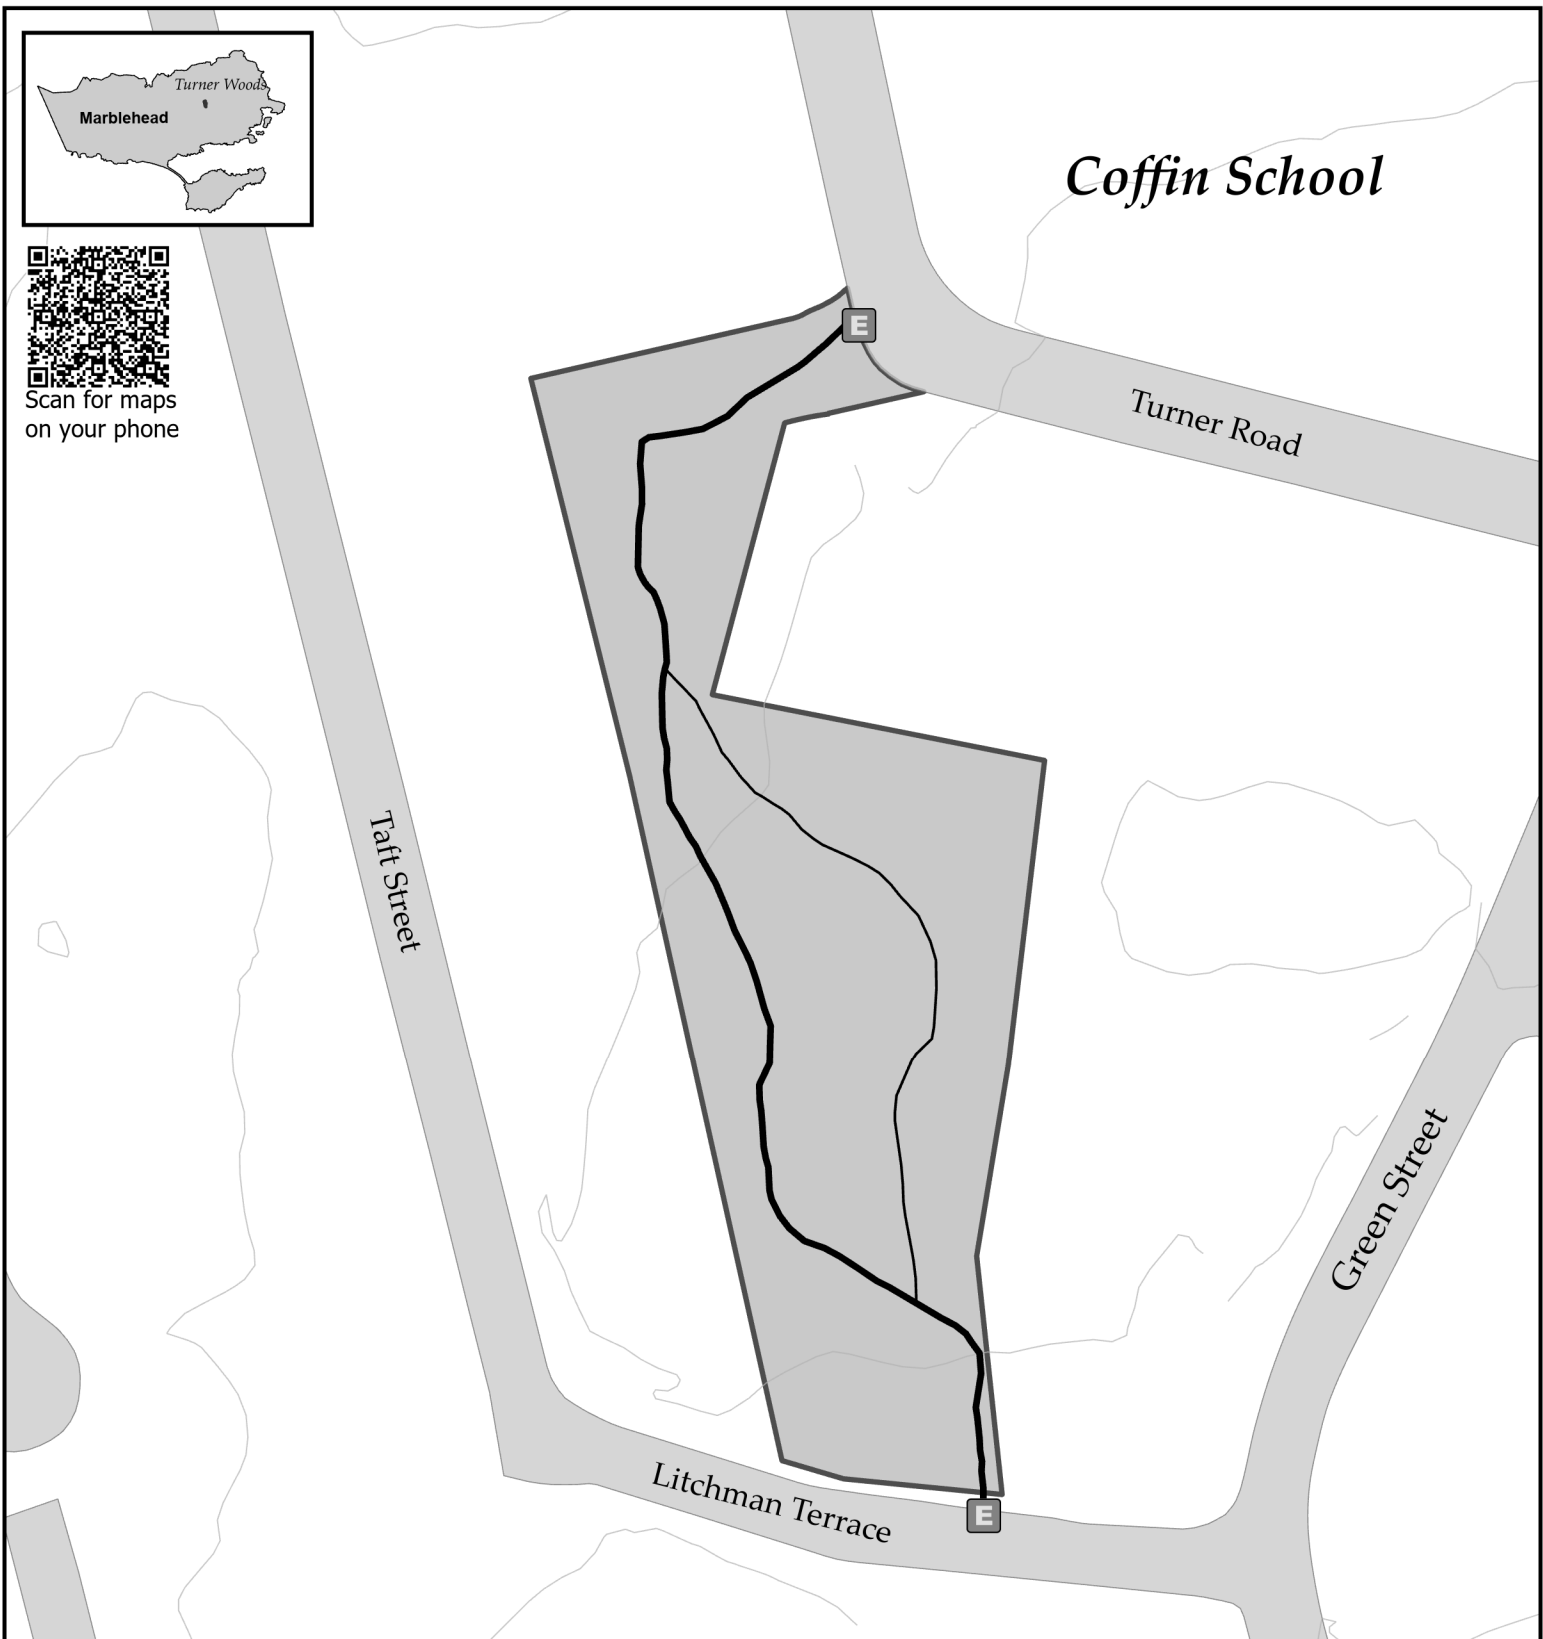 Turner Woods
Marblehead
Coffin School
E
Scan for maps
on your phone
Turner Road
Taft Street
Green Street
Litchman Terrace
E